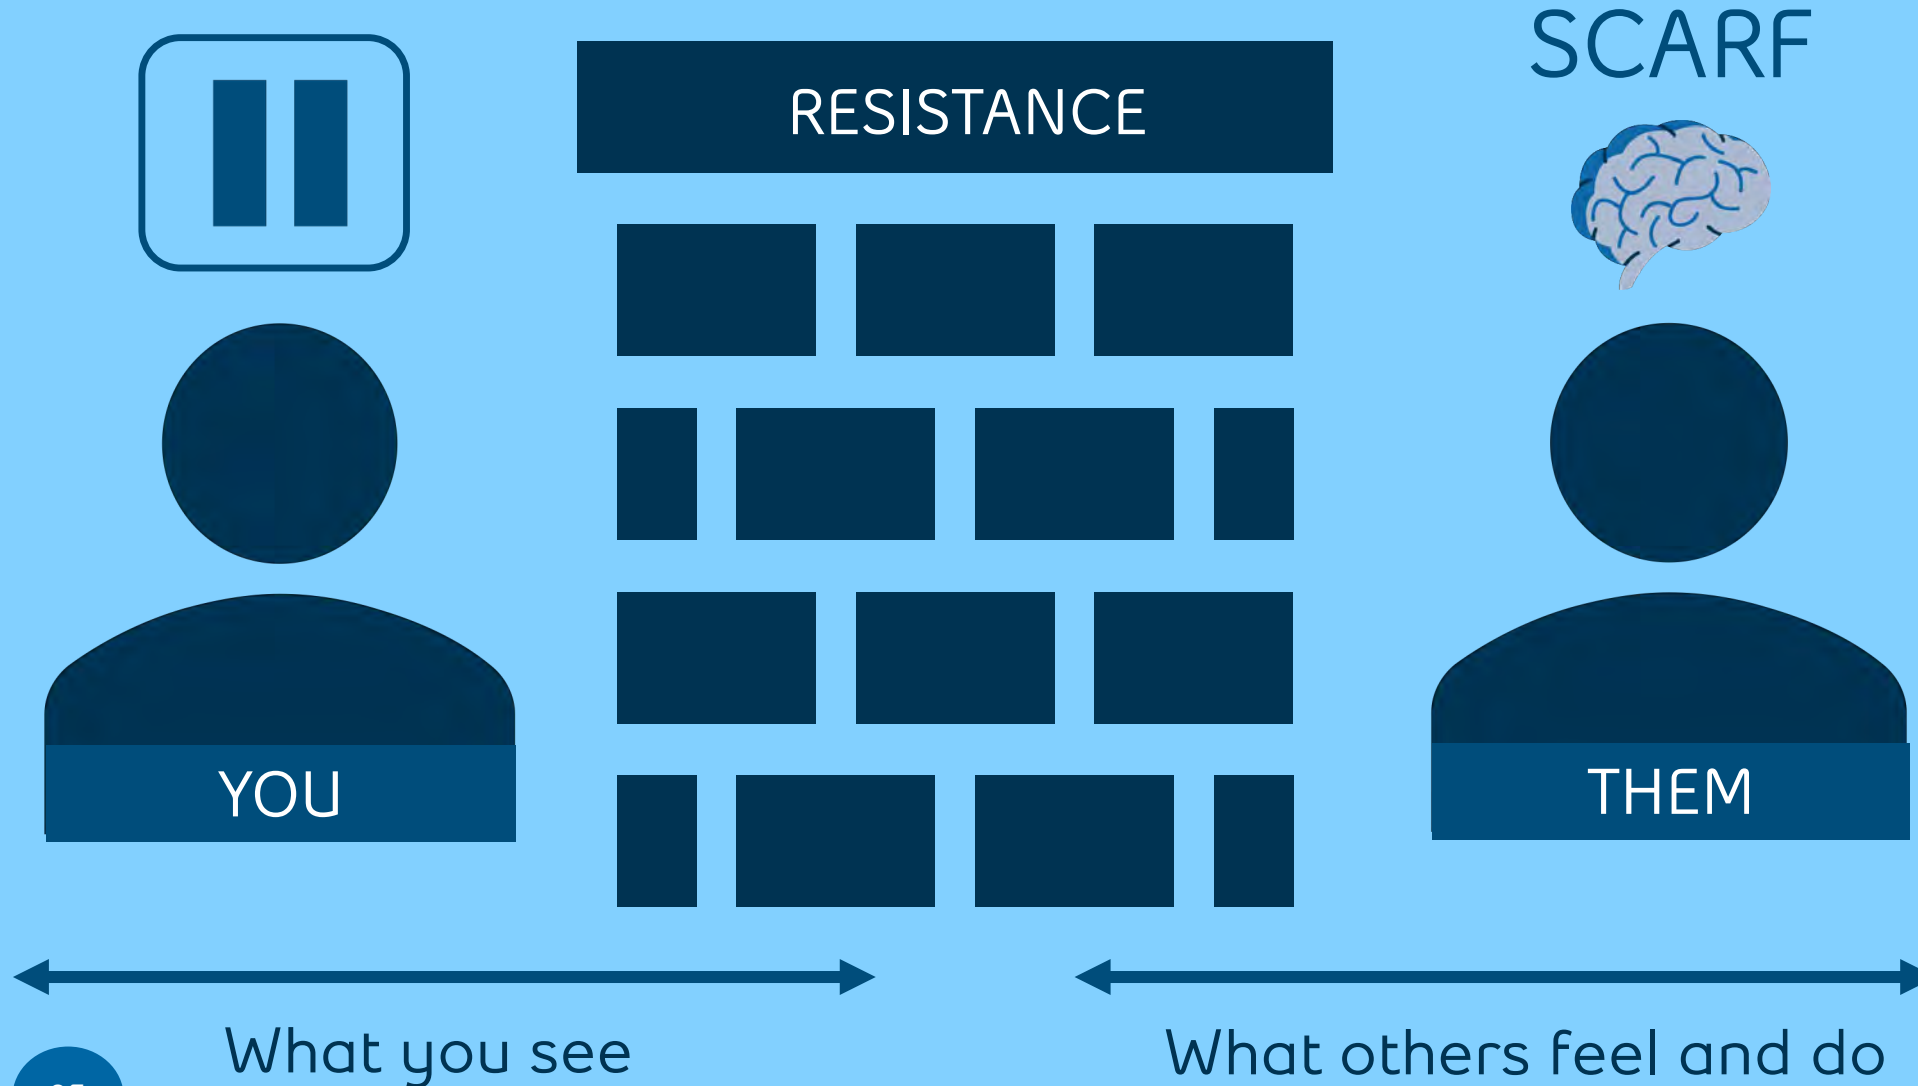 SCARF
RESISTANCE
YOU
THEM
What you see
What others feel and do